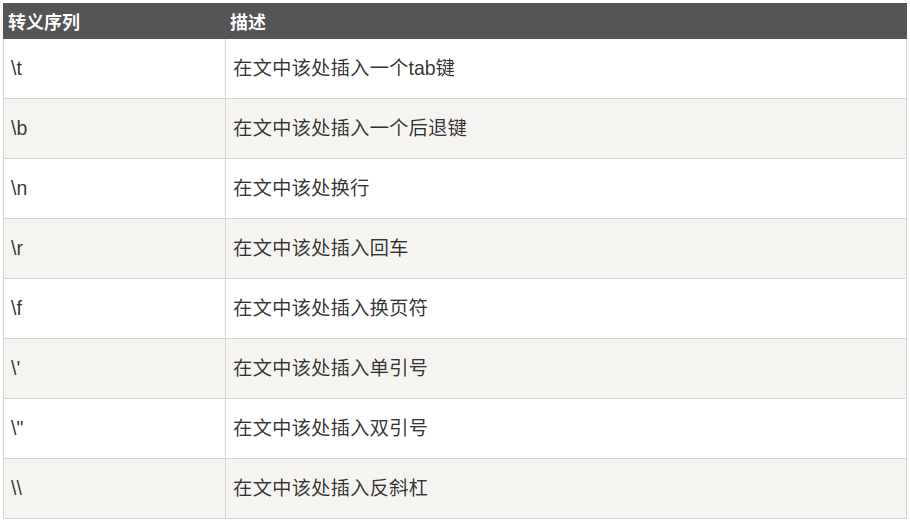 转义序列 描述
\t 在文中该处插入一个tab键
\b 在文中该处插入一个后退键
\n 在文中该处换行
\r 在文中该处插入回车
\f 在文中该处插入换页符
\' 在文中该处插入单引号
\" 在文中该处插入双引号
\\ 在文中该处插入反斜杠